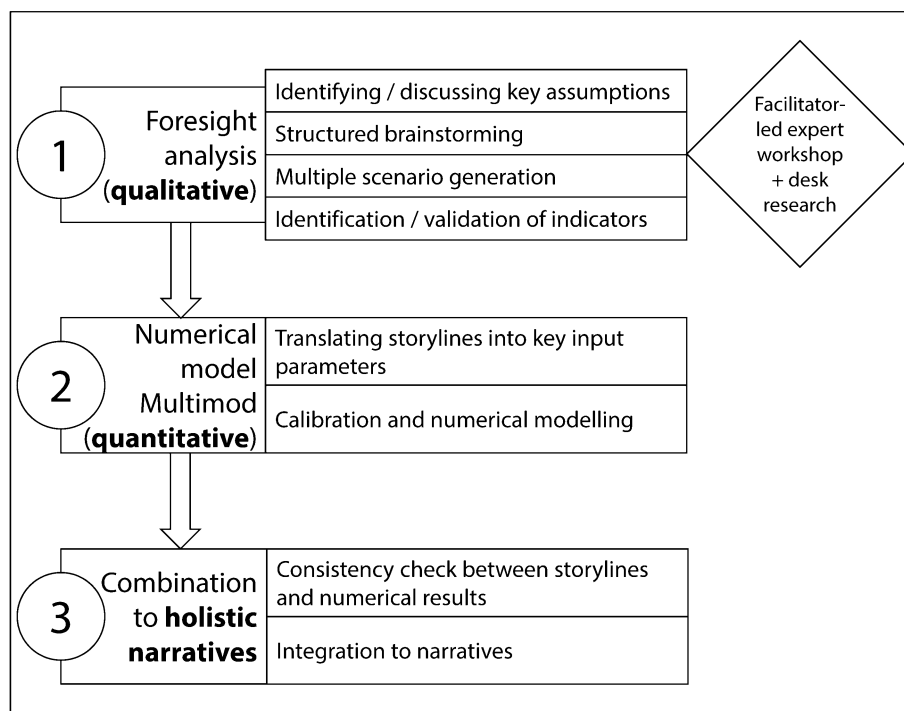 1
Foresight
analysis
(qualitative)
Identifying / discussing key assumptions
Structured brainstorming
Multiple scenario generation
Identification / validation of indicators
Facilitator-
led expert
workshop
+ desk
research
2
Numerical
model
Multimod
(quantitative)
Translating storylines into key input
parameters
Calibration and numerical modelling
3
Combination
to holistic
narratives
Consistency check between storylines
and numerical results
Integration to narratives